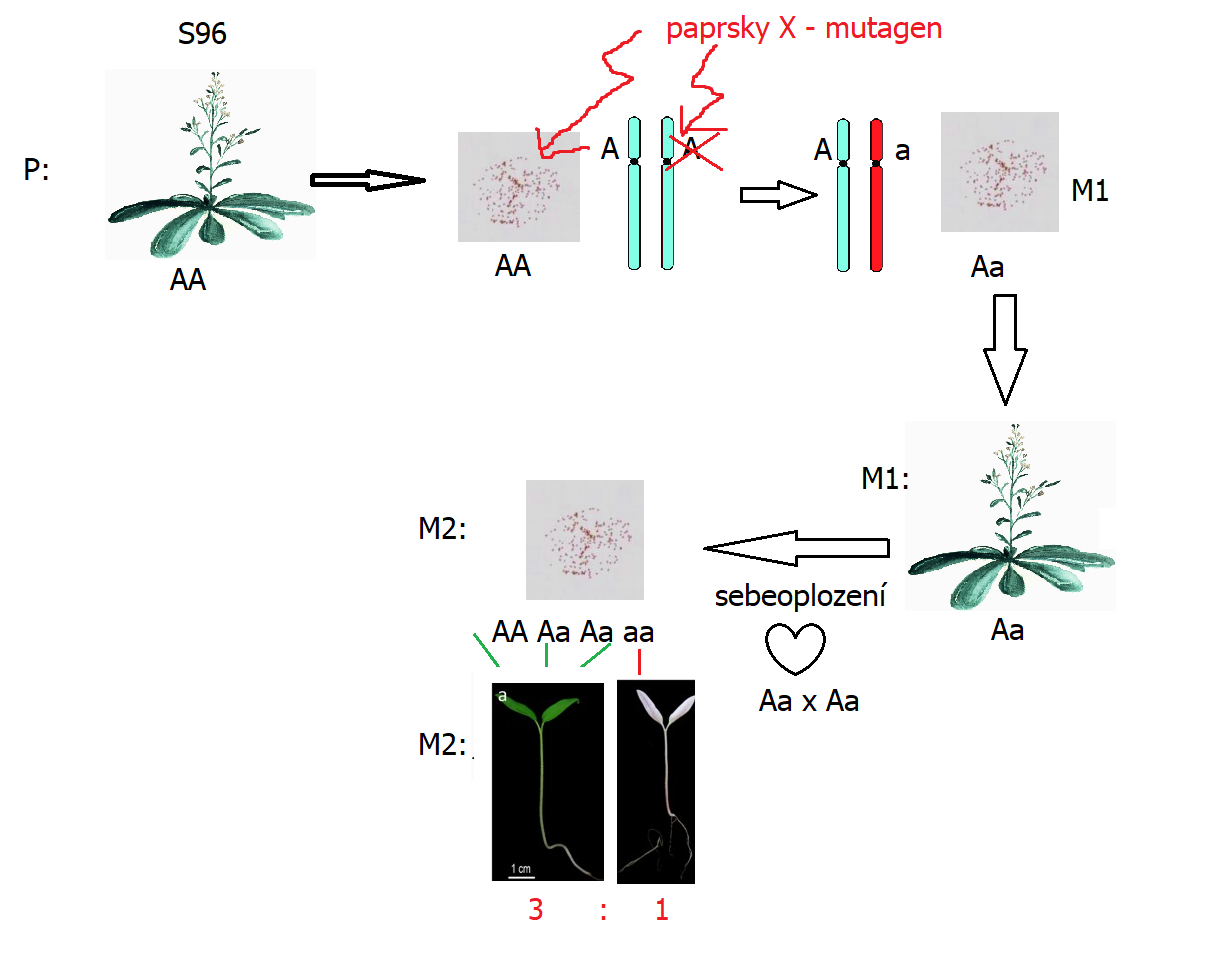 S96
paprsky X - mutagen
P:
A
A
A
a
M1
AA
AA
Aa
M1:
M2:
sebeoplození
Aa
AA Aa Aa aa
Aa x Aa
a
M2:
1 cm
3 : 1